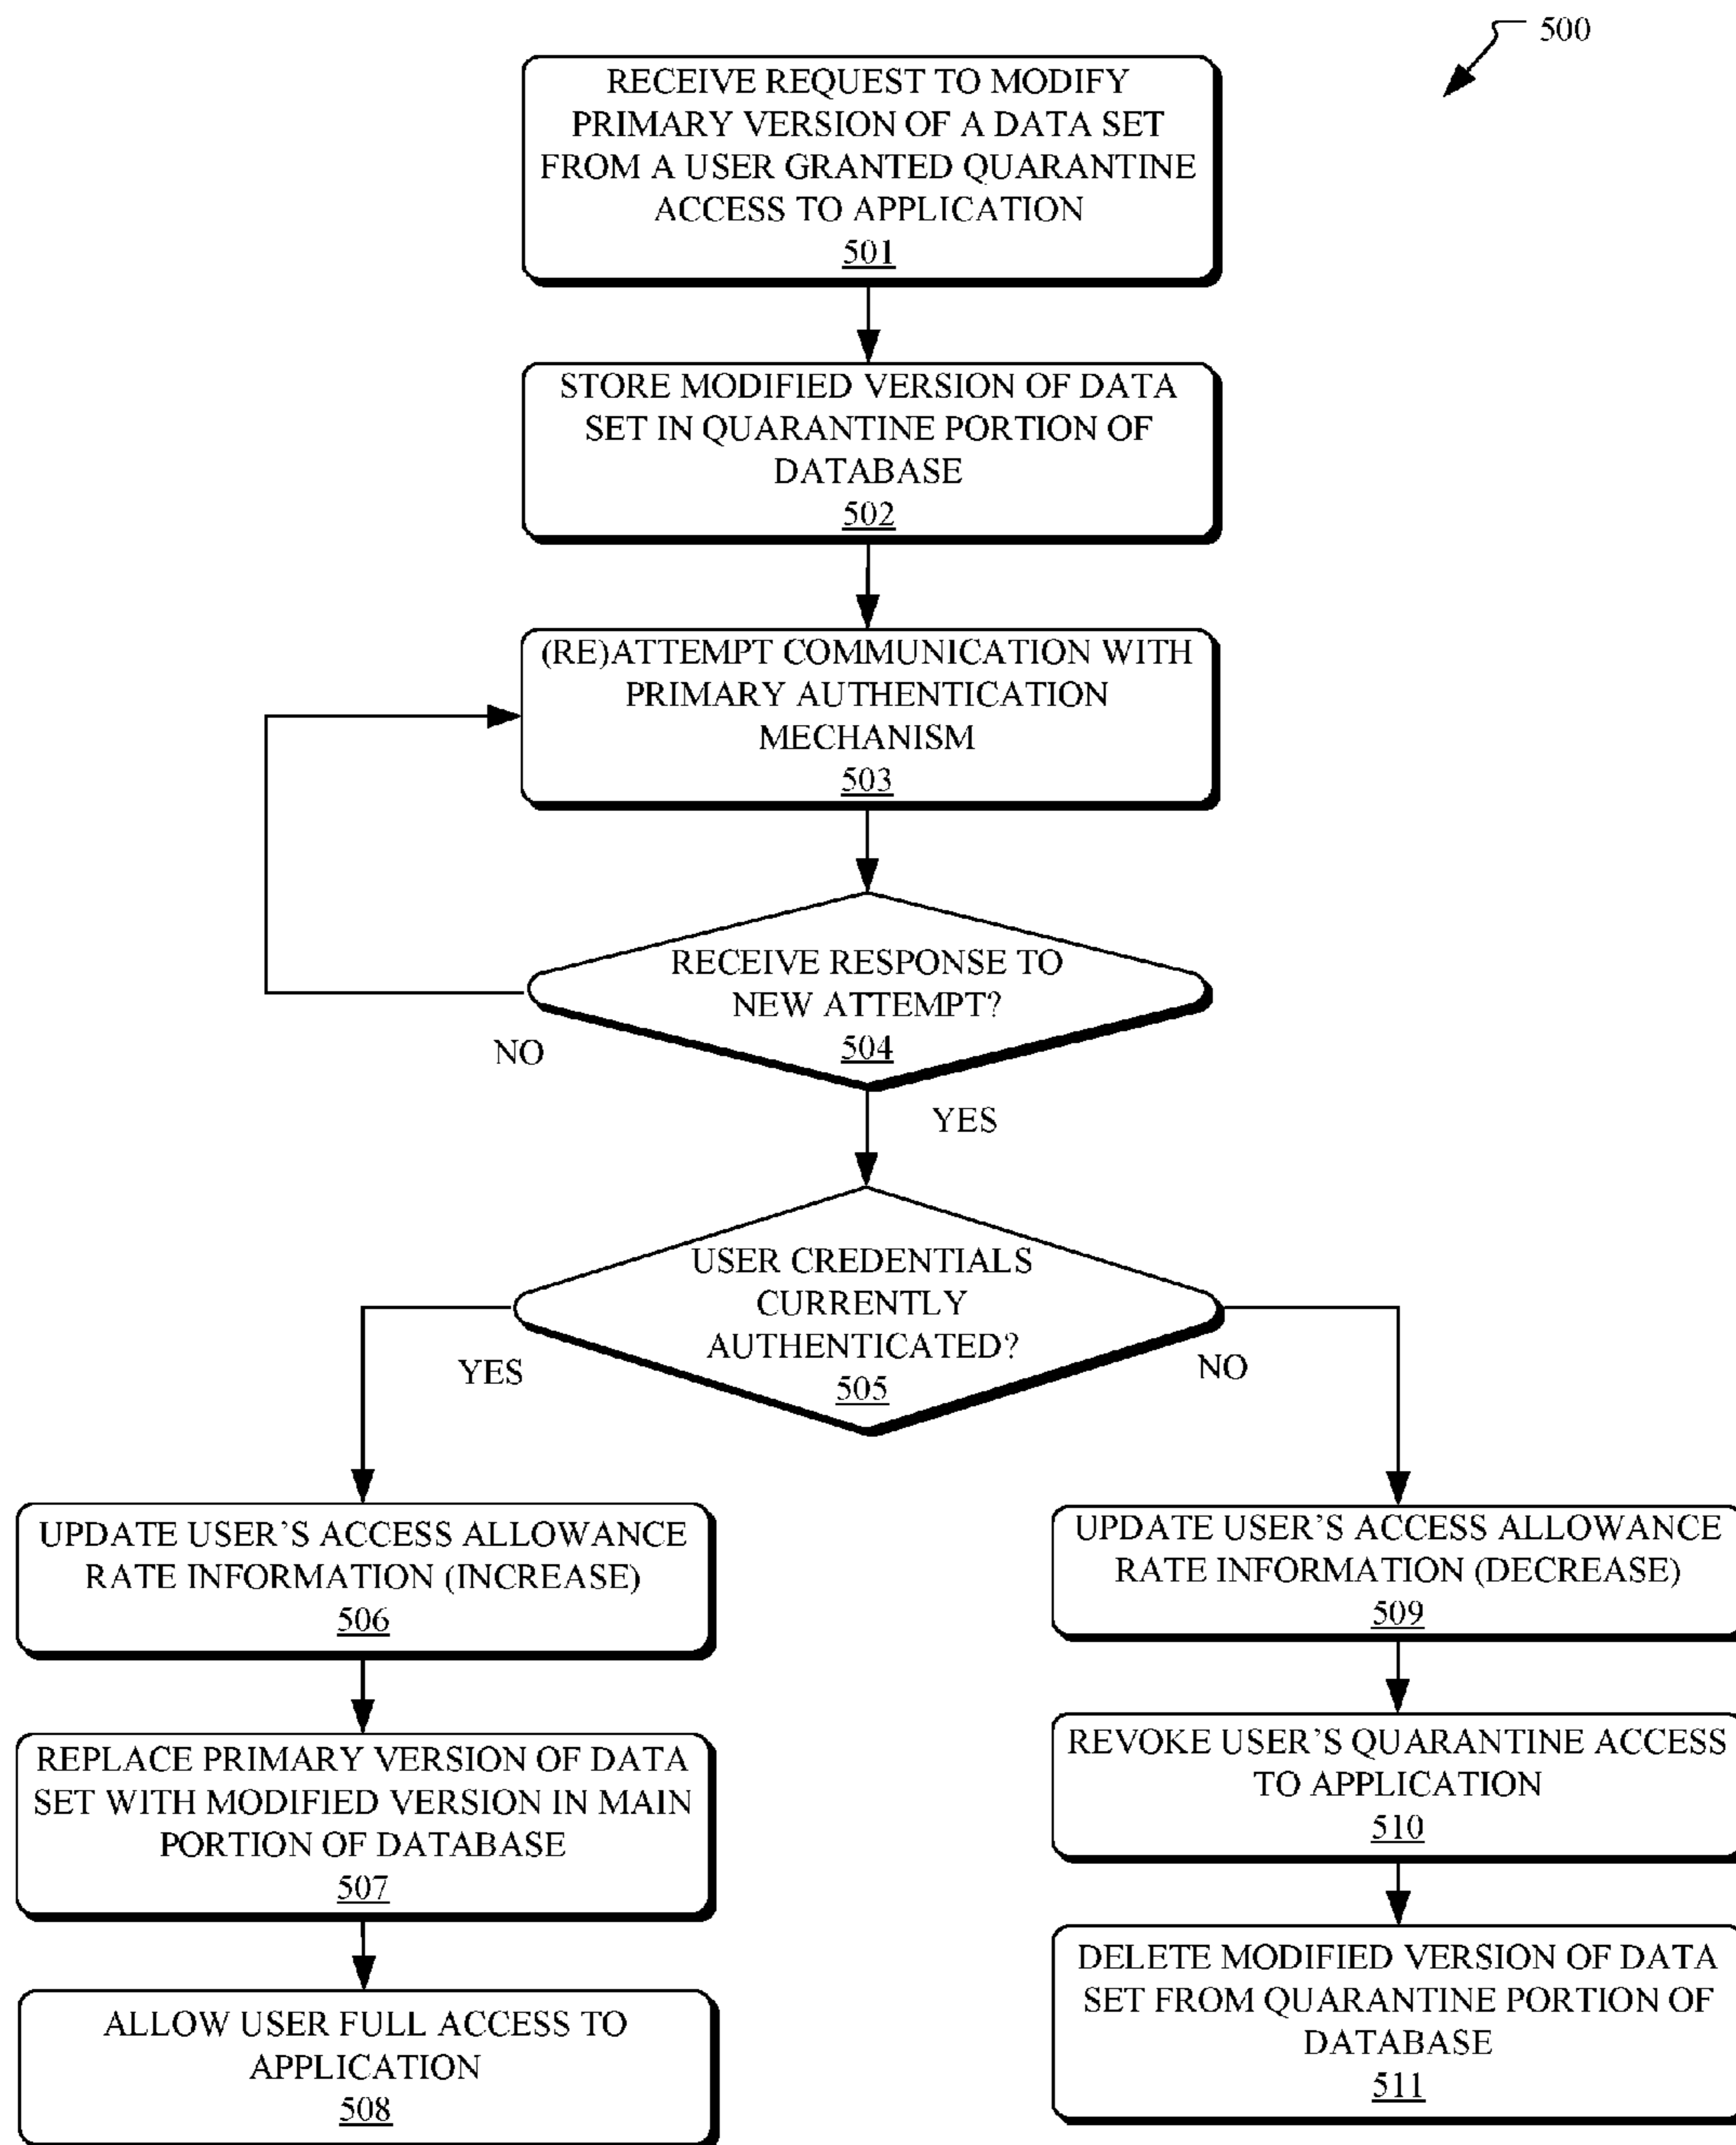 500
RECEIVE REQUEST TO MODIFY
PRIMARY VERSION OF A DATA SET
FROM A USER GRANTED QUARANTINE
ACCESS TO APPLICATION
501
STORE MODIFIED VERSION OF DATA
SET IN QUARANTINE PORTION OF
DATABASE
502
(RE)ATTEMPT COMMUNICATION WITH
PRIMARY AUTHENTICATION
MECHANISM
503
RECEIVE RESPONSE TO
NEW ATTEMPT?
504
NO
YES
USER CREDENTIALS
CURRENTLY
AUTHENTICATED?
505
YES
NO
UPDATE USER'S ACCESS ALLOWANCE
RATE INFORMATION (INCREASE)
506
REPLACE PRIMARY VERSION OF DATA
SET WITH MODIFIED VERSION IN MAIN
PORTION OF DATABASE
507
ALLOW USER FULL ACCESS TO
APPLICATION
508
UPDATE USER'S ACCESS ALLOWANCE
RATE INFORMATION (DECREASE)
509
REVOKE USER'S QUARANTINE ACCESS
TO APPLICATION
510
DELETE MODIFIED VERSION OF DATA
SET FROM QUARANTINE PORTION OF
DATABASE
511